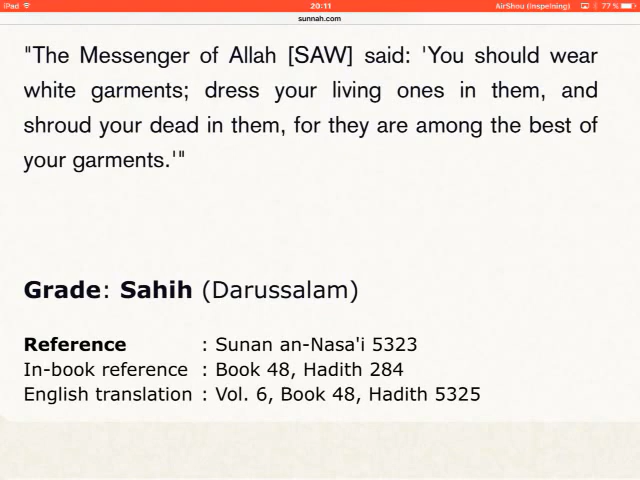 iPad 20:11 AirShou (Inspelning) 77 %
sunnah.com
"The Messenger of Allah [SAW] said: 'You should wear
white garments; dress your living ones in them, and
shroud your dead in them, for they are among the best of
your garments.'"
Grade: Sahih (Darussalam)
Reference : Sunan an-Nasa'i 5323
In-book reference : Book 48, Hadith 284
English translation : Vol. 6, Book 48, Hadith 5325